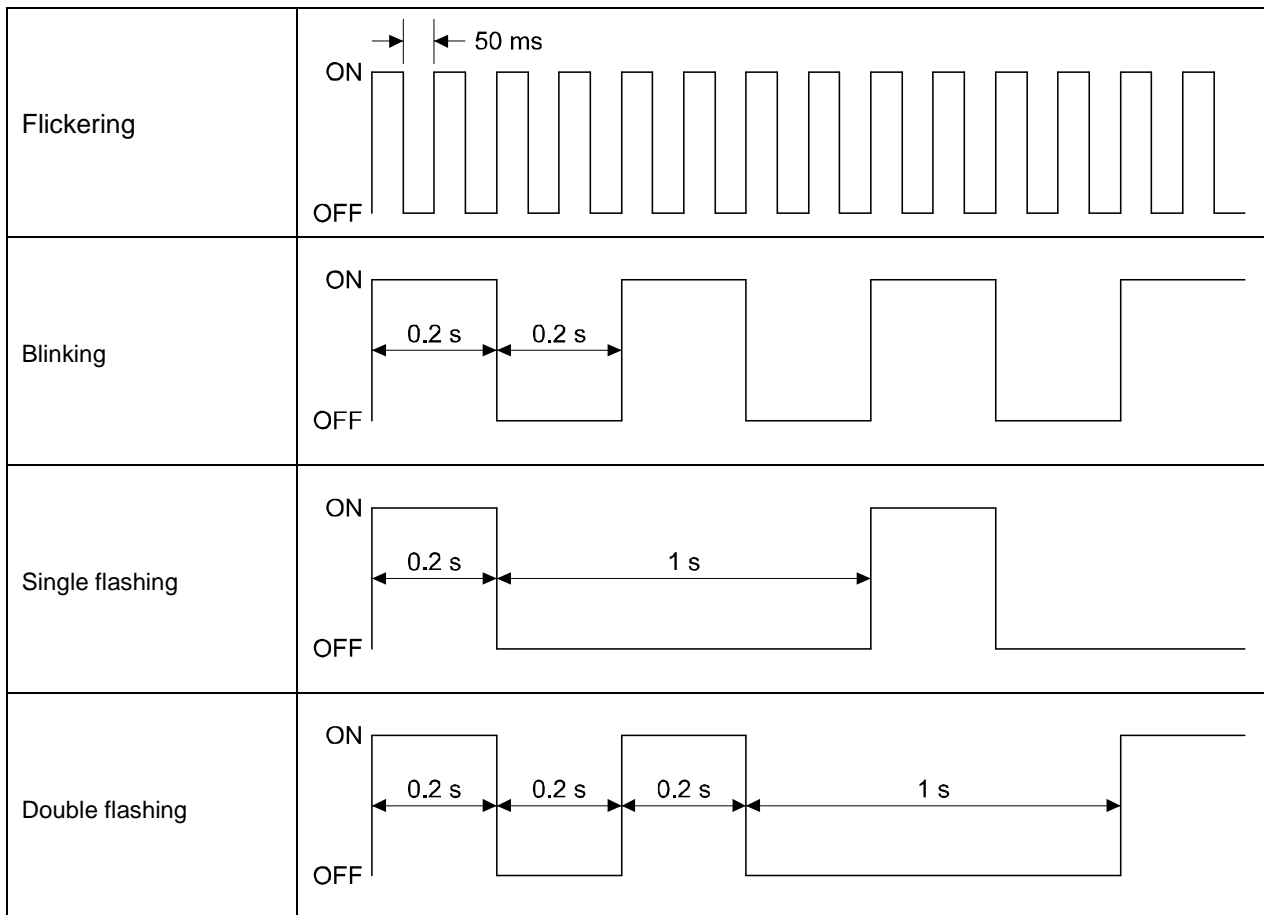 Flickering
50 ms
ON
OFF
Blinking
ON
0.2 s 0.2 s
OFF
Single flashing
ON
0.2 s 1 s
OFF
Double flashing
ON
0.2 s 0.2 s 0.2 s 1 s
OFF